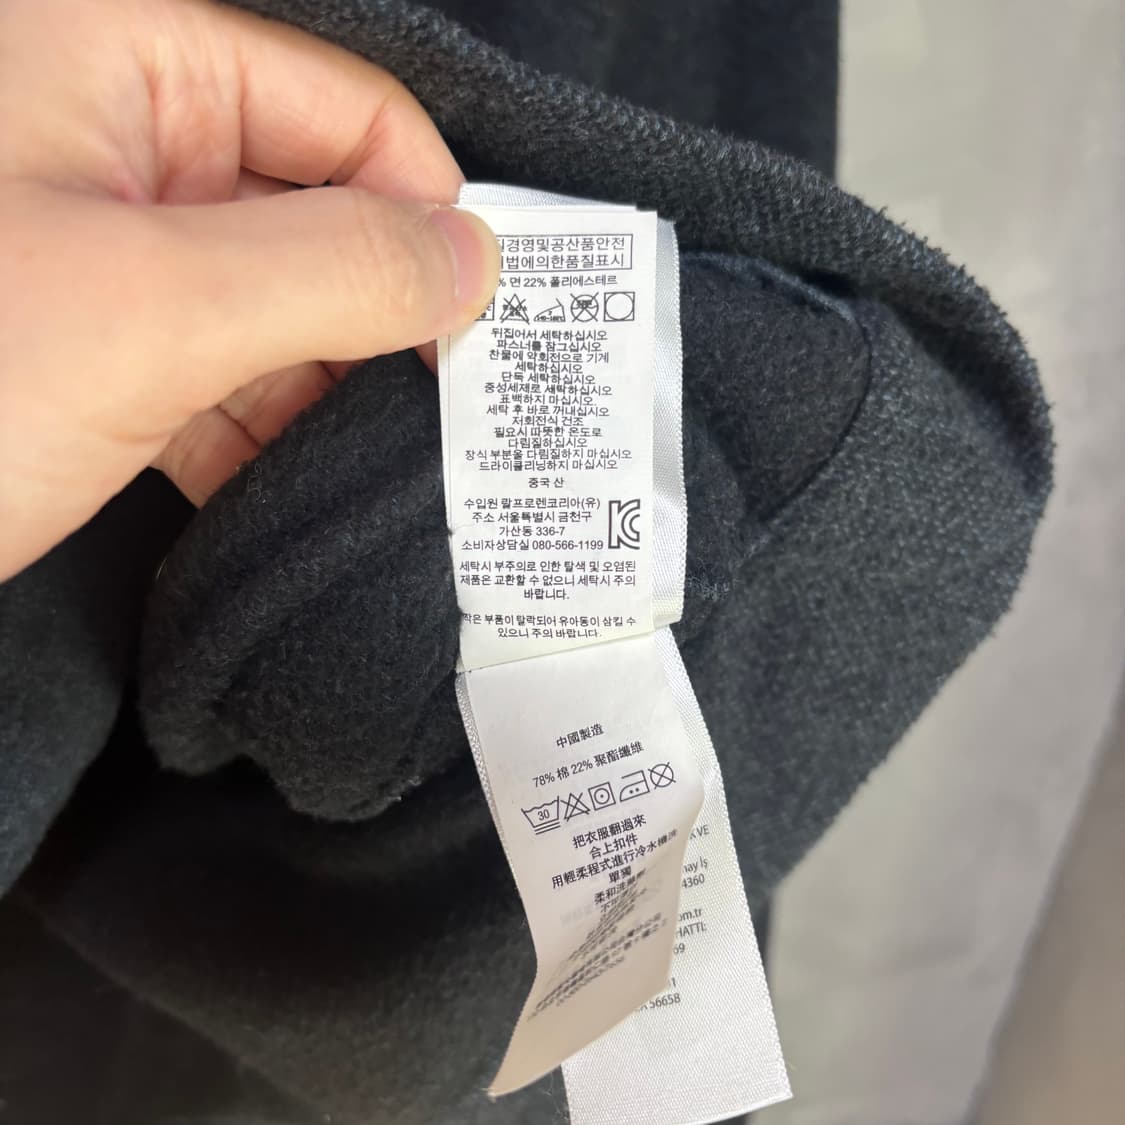 경영및공산품안전
법에의한품질표시
% 면 22% 폴리에스테르
뒤집어서 세탁하십시오
파스너를 잠그십시오
찬물에 약회전으로 기계
세탁하십시오
단독 세탁하십시오
중성세제로 세탁하십시오
표백하지 마십시오
세탁 후 바로 꺼내십시오
저회전식 건조
필요시 따뜻한 온도로
다림질하십시오
장식 부분을 다림질하지 마십시오
드라이클리닝하지 마십시오
중국 산
수입원 랄프로렌코리아(유)
주소 서울특별시 금천구
가산동 336-7
소비자상담실 080-566-1199
세탁시 부주의로 인한 탈색 및 오염된
제품은 교환할 수 없으니 세탁시 주의
바랍니다.
작은 부품이 탈락되어 유아동이 삼킬 수
있으니 주의 바랍니다.
中國製造
78% 棉 22% 聚酯纖維
30
把衣服翻過來
合上扣件
用輕柔程式進行冷水機洗
單獨
柔和洗滌劑
VE
nay İş
4360
om.tr
HATTI:
69
56658